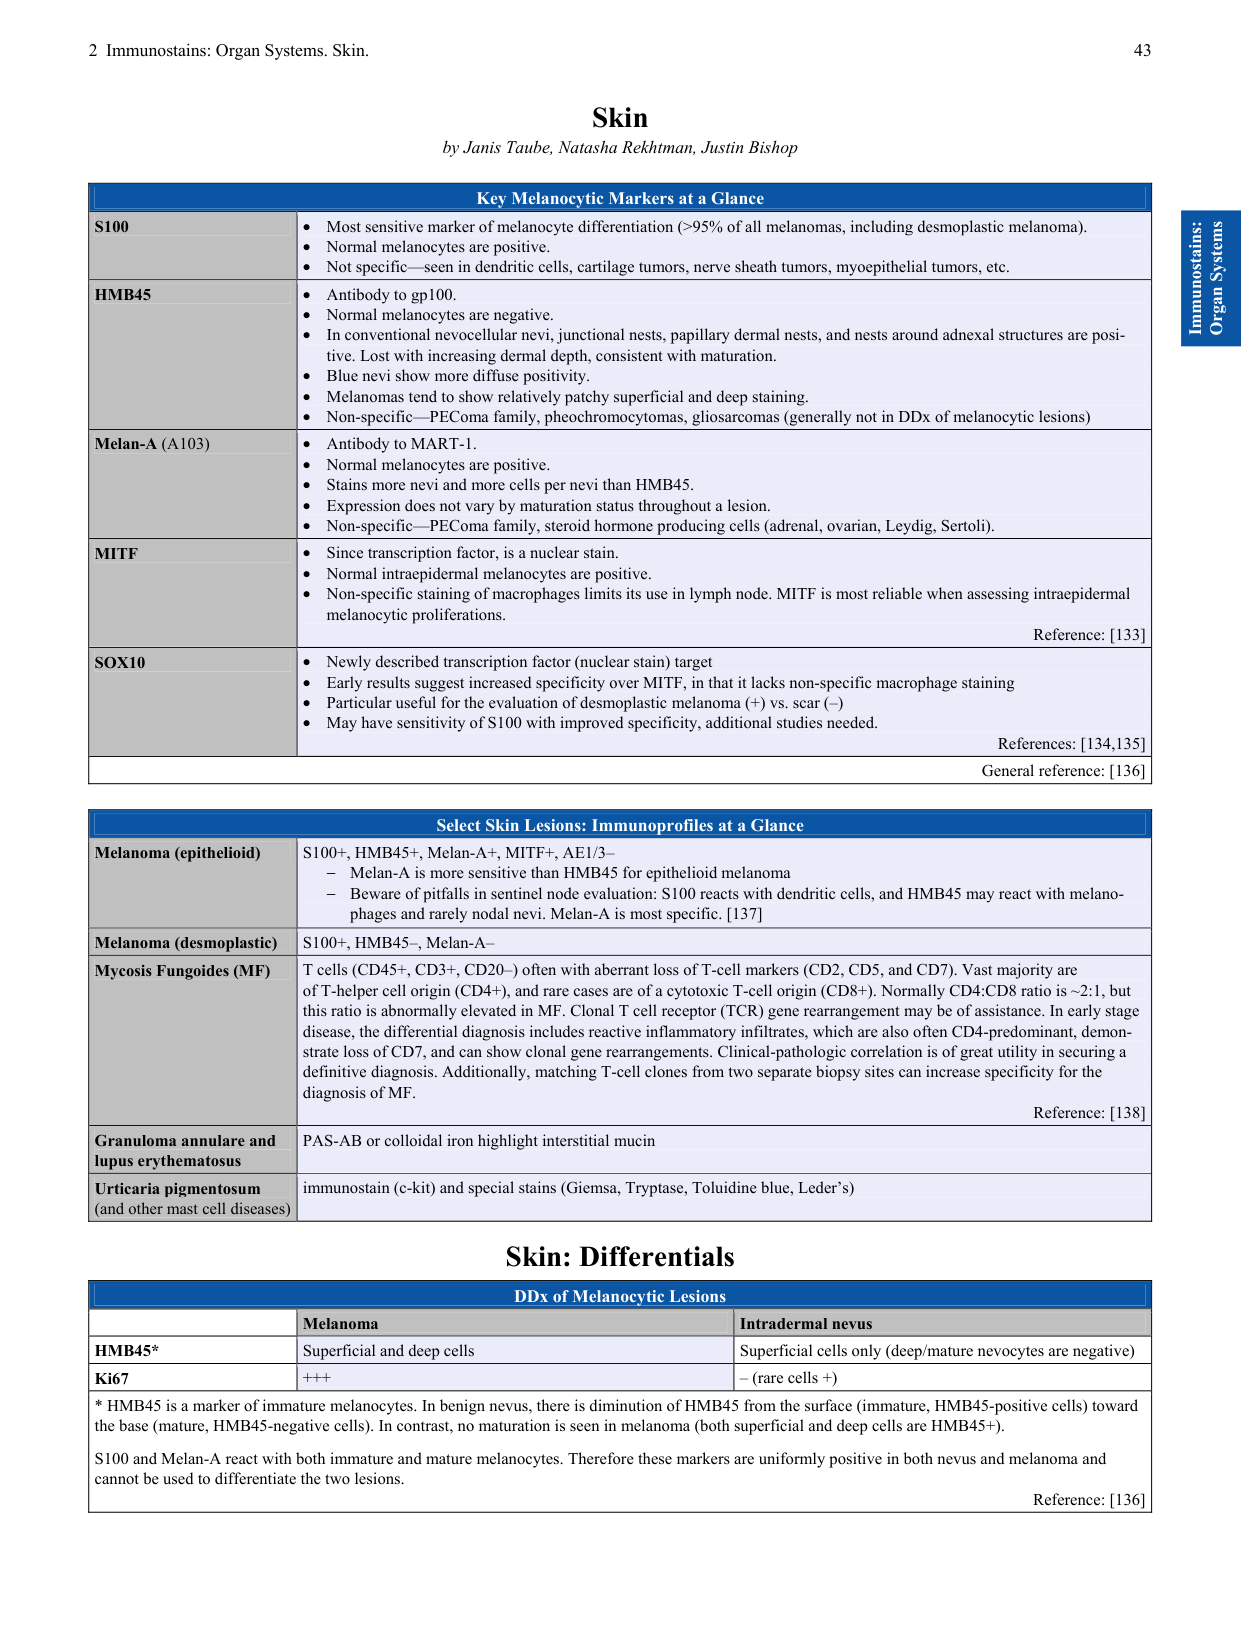 2 Immunostains: Organ Systems. Skin.
43
Skin
by Janis Taube, Natasha Rekhtman, Justin Bishop
Immunostains:
Organ Systems
Key Melanocytic Markers at a Glance
S100
• Most sensitive marker of melanocyte differentiation (>95% of all melanomas, including desmoplastic melanoma).
• Normal melanocytes are positive.
• Not specific—seen in dendritic cells, cartilage tumors, nerve sheath tumors, myoepithelial tumors, etc.
HMB45
• Antibody to gp100.
• Normal melanocytes are negative.
• In conventional nevocellular nevi, junctional nests, papillary dermal nests, and nests around adnexal structures are posi-
tive. Lost with increasing dermal depth, consistent with maturation.
• Blue nevi show more diffuse positivity.
• Melanomas tend to show relatively patchy superficial and deep staining.
• Non-specific—PEComa family, pheochromocytomas, gliosarcomas (generally not in DDx of melanocytic lesions)
Melan-A (A103)
• Antibody to MART-1.
• Normal melanocytes are positive.
• Stains more nevi and more cells per nevi than HMB45.
• Expression does not vary by maturation status throughout a lesion.
• Non-specific—PEComa family, steroid hormone producing cells (adrenal, ovarian, Leydig, Sertoli).
MITF
• Since transcription factor, is a nuclear stain.
• Normal intraepidermal melanocytes are positive.
• Non-specific staining of macrophages limits its use in lymph node. MITF is most reliable when assessing intraepidermal
melanocytic proliferations.
Reference: [133]
SOX10
• Newly described transcription factor (nuclear stain) target
• Early results suggest increased specificity over MITF, in that it lacks non-specific macrophage staining
• Particular useful for the evaluation of desmoplastic melanoma (+) vs. scar (–)
• May have sensitivity of S100 with improved specificity, additional studies needed.
References: [134,135]
General reference: [136]
Select Skin Lesions: Immunoprofiles at a Glance
Melanoma (epithelioid)
S100+, HMB45+, Melan-A+, MITF+, AE1/3–
– Melan-A is more sensitive than HMB45 for epithelioid melanoma
– Beware of pitfalls in sentinel node evaluation: S100 reacts with dendritic cells, and HMB45 may react with melano-
phages and rarely nodal nevi. Melan-A is most specific. [137]
Melanoma (desmoplastic)
S100+, HMB45–, Melan-A–
Mycosis Fungoides (MF)
T cells (CD45+, CD3+, CD20–) often with aberrant loss of T-cell markers (CD2, CD5, and CD7). Vast majority are
of T-helper cell origin (CD4+), and rare cases are of a cytotoxic T-cell origin (CD8+). Normally CD4:CD8 ratio is ~2:1, but
this ratio is abnormally elevated in MF. Clonal T cell receptor (TCR) gene rearrangement may be of assistance. In early stage
disease, the differential diagnosis includes reactive inflammatory infiltrates, which are also often CD4-predominant, demon-
strate loss of CD7, and can show clonal gene rearrangements. Clinical-pathologic correlation is of great utility in securing a
definitive diagnosis. Additionally, matching T-cell clones from two separate biopsy sites can increase specificity for the
diagnosis of MF.
Reference: [138]
Granuloma annulare and
lupus erythematosus
PAS-AB or colloidal iron highlight interstitial mucin
Urticaria pigmentosum
(and other mast cell diseases)
immunostain (c-kit) and special stains (Giemsa, Tryptase, Toluidine blue, Leder's)
Skin: Differentials
DDx of Melanocytic Lesions
Melanoma
Intradermal nevus
HMB45*
Superficial and deep cells
Superficial cells only (deep/mature nevocytes are negative)
Ki67
+++
– (rare cells +)
* HMB45 is a marker of immature melanocytes. In benign nevus, there is diminution of HMB45 from the surface (immature, HMB45-positive cells) toward
the base (mature, HMB45-negative cells). In contrast, no maturation is seen in melanoma (both superficial and deep cells are HMB45+).
S100 and Melan-A react with both immature and mature melanocytes. Therefore these markers are uniformly positive in both nevus and melanoma and
cannot be used to differentiate the two lesions.
Reference: [136]